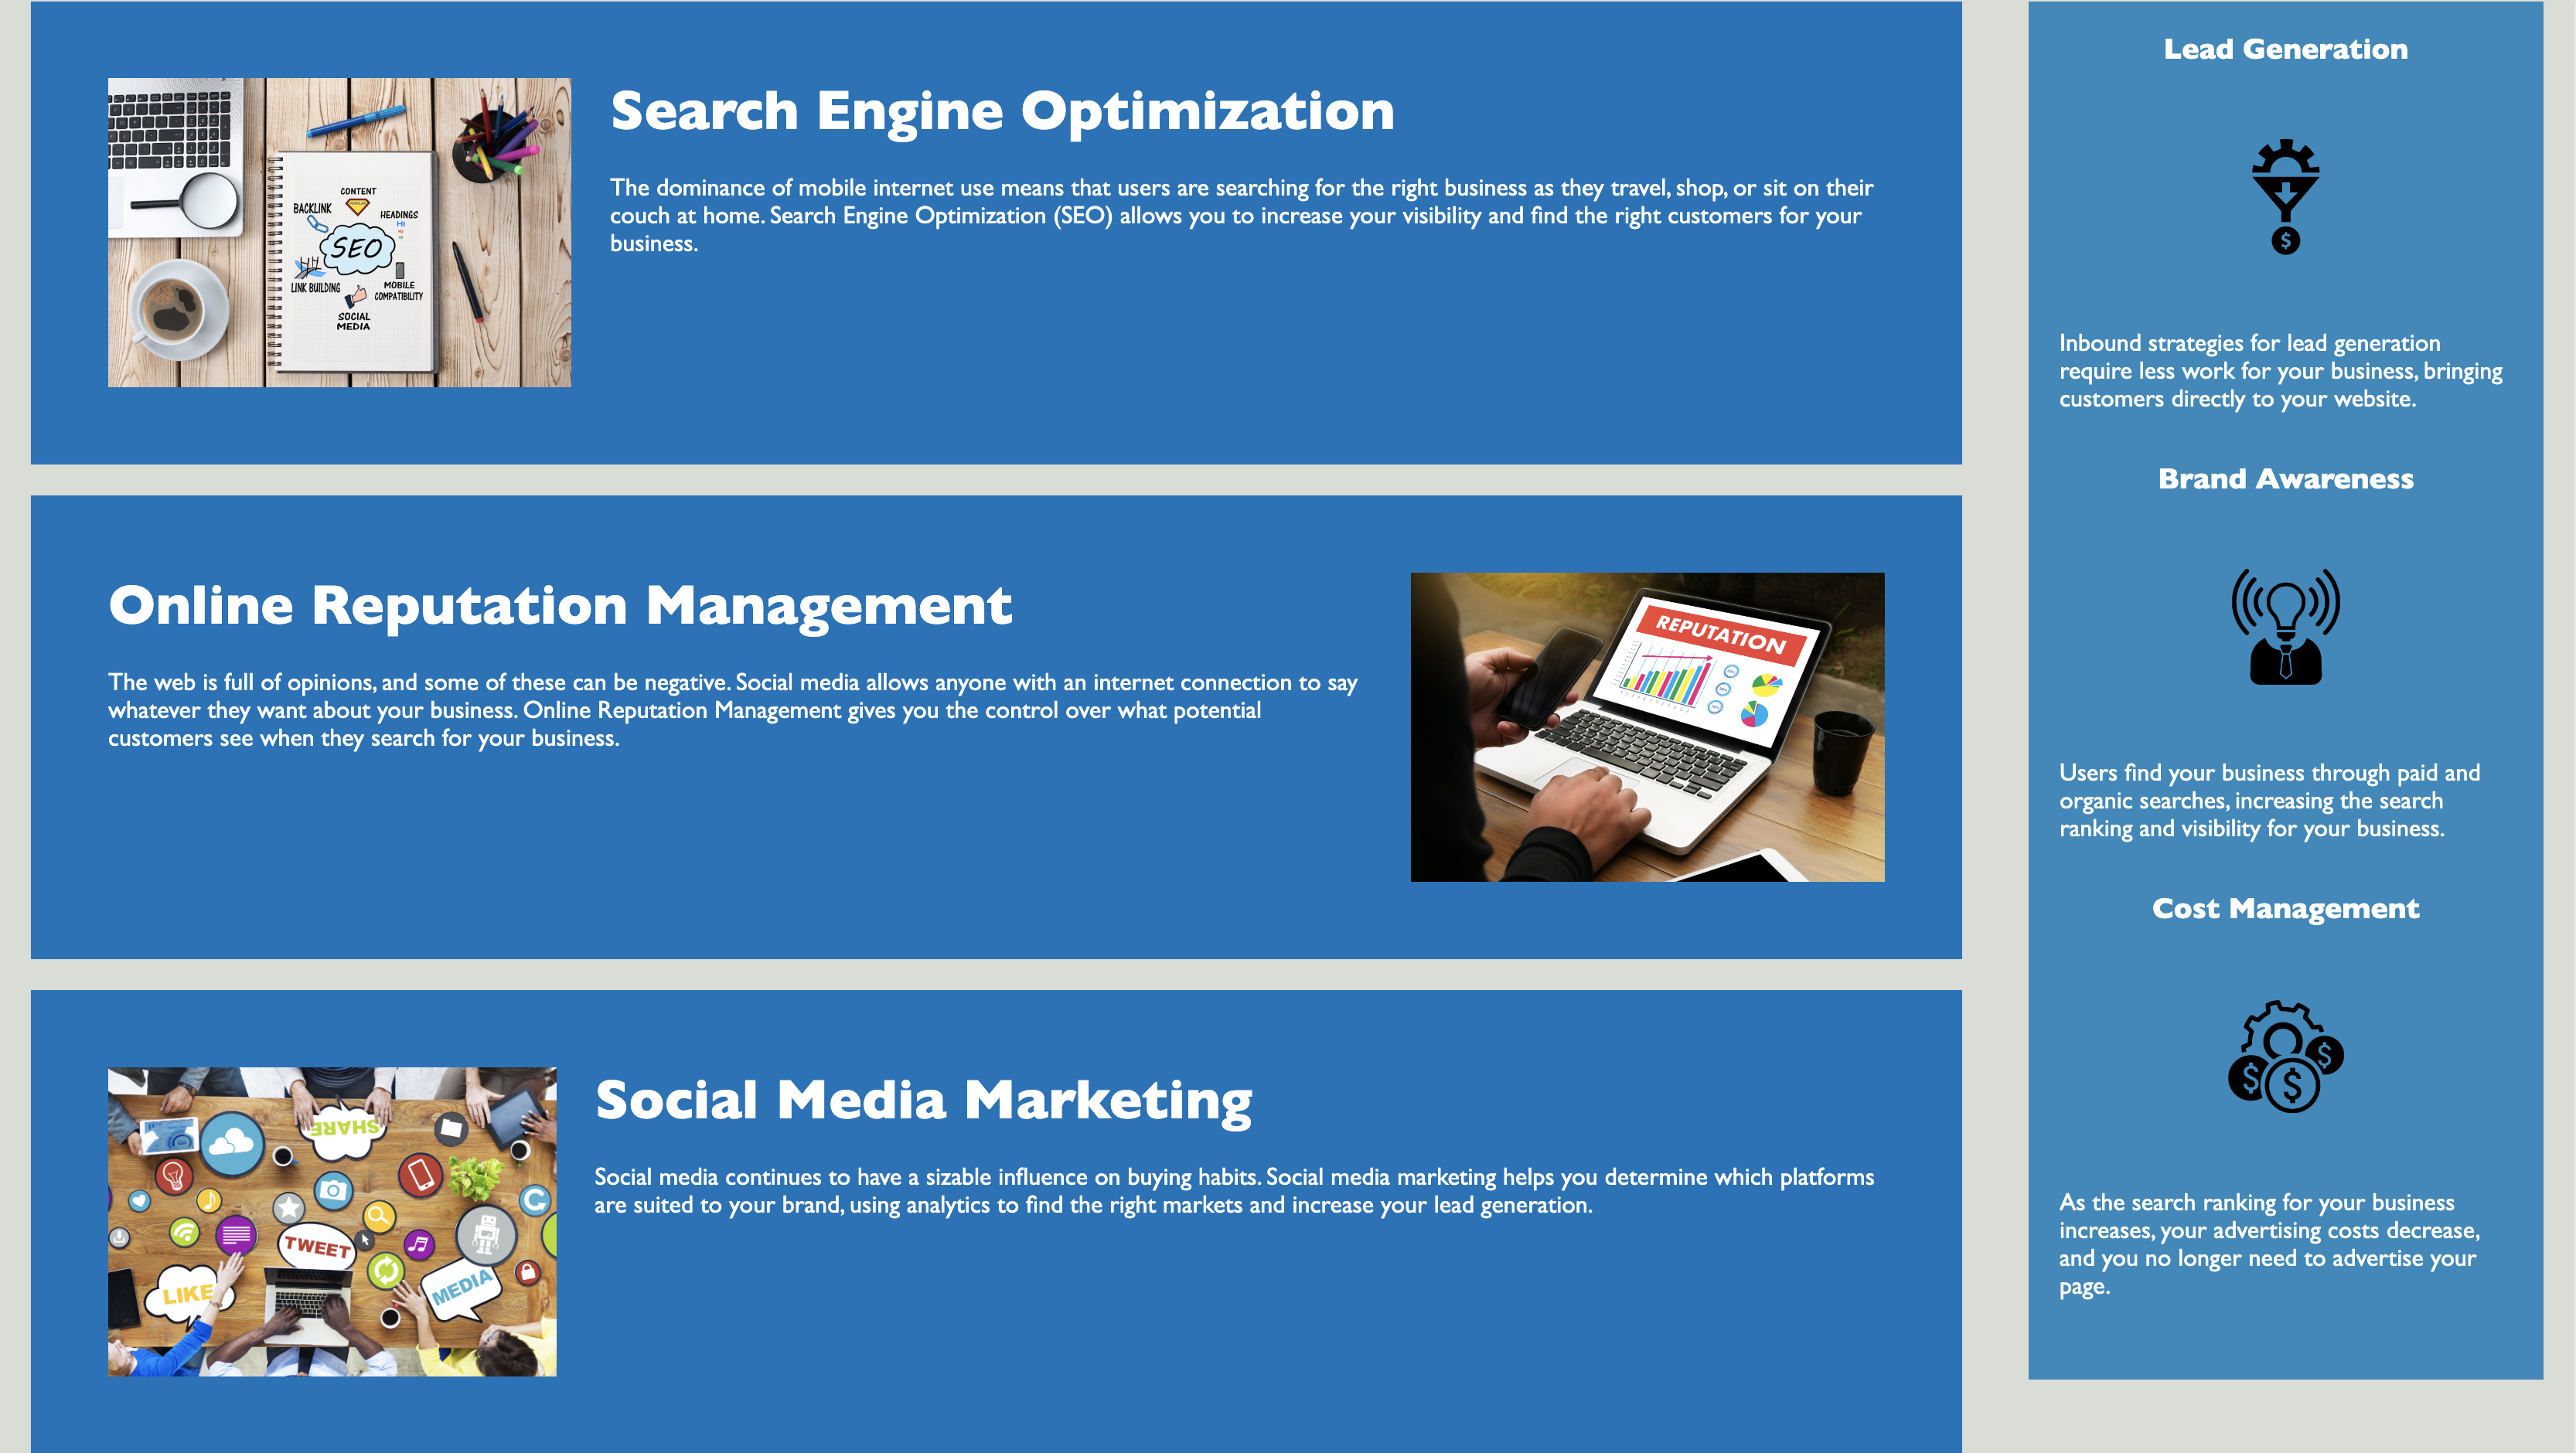 Search Engine Optimization
The dominance of mobile internet use means that users are searching for the right business as they travel, shop, or sit on their
couch at home. Search Engine Optimization (SEO) allows you to increase your visibility and find the right customers for your
business.
CONTENT
BACKLINK
HEADINGS
H1
SEO
LINK BUILDING
MOBILE
COMPATIBILITY
SOCIAL
MEDIA
Online Reputation Management
The web is full of opinions, and some of these can be negative. Social media allows anyone with an internet connection to say
whatever they want about your business. Online Reputation Management gives you the control over what potential
customers see when they search for your business.
REPUTATION
Social Media Marketing
Social media continues to have a sizable influence on buying habits. Social media marketing helps you determine which platforms
are suited to your brand, using analytics to find the right markets and increase your lead generation.
SHARE
TWEET
LIKE
MEDIA
Lead Generation
$
Inbound strategies for lead generation
require less work for your business, bringing
customers directly to your website.
Brand Awareness
Users find your business through paid and
organic searches, increasing the search
ranking and visibility for your business.
Cost Management
$ $ $
As the search ranking for your business
increases, your advertising costs decrease,
and you no longer need to advertise your
page.